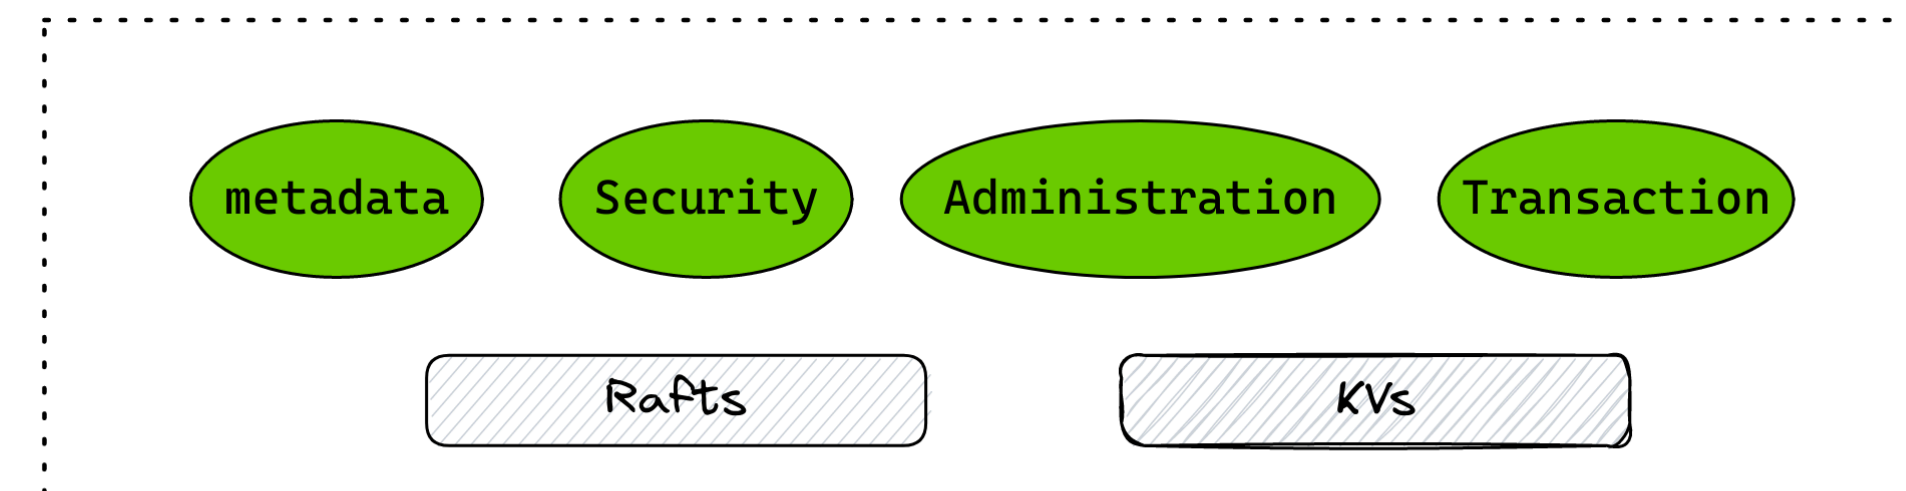 metadata
Security
Administration
Transaction
Rafts
KVs